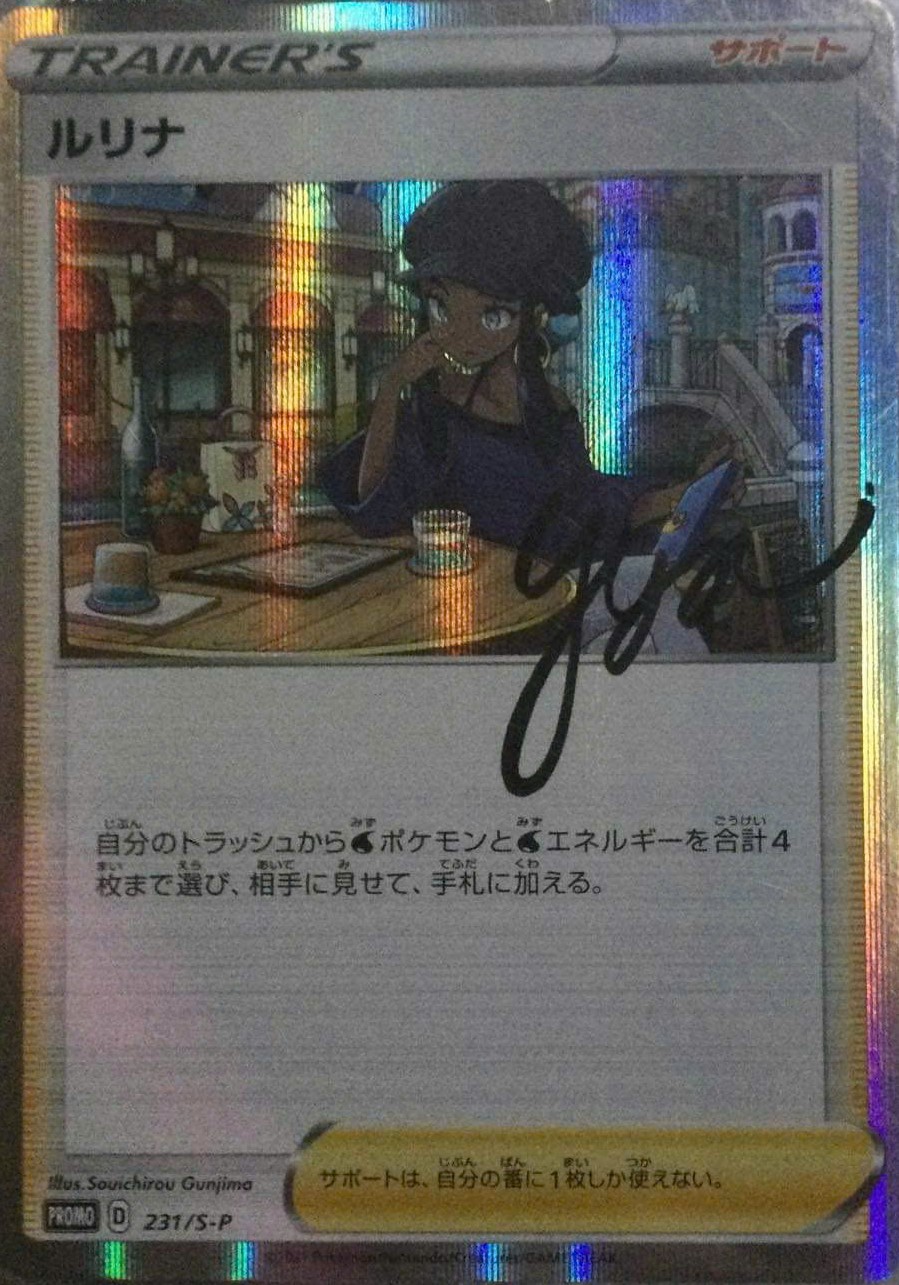 TRAINER'S
サポート
ルリナ
自分のトラッシュから ポケモンと エネルギーを合計4
枚まで選び、相手に見せて、手札に加える。
サポートは、自分の番に1枚しか使えない。
Illus. Souichirou Gunjima
PROMO D 231/S-P